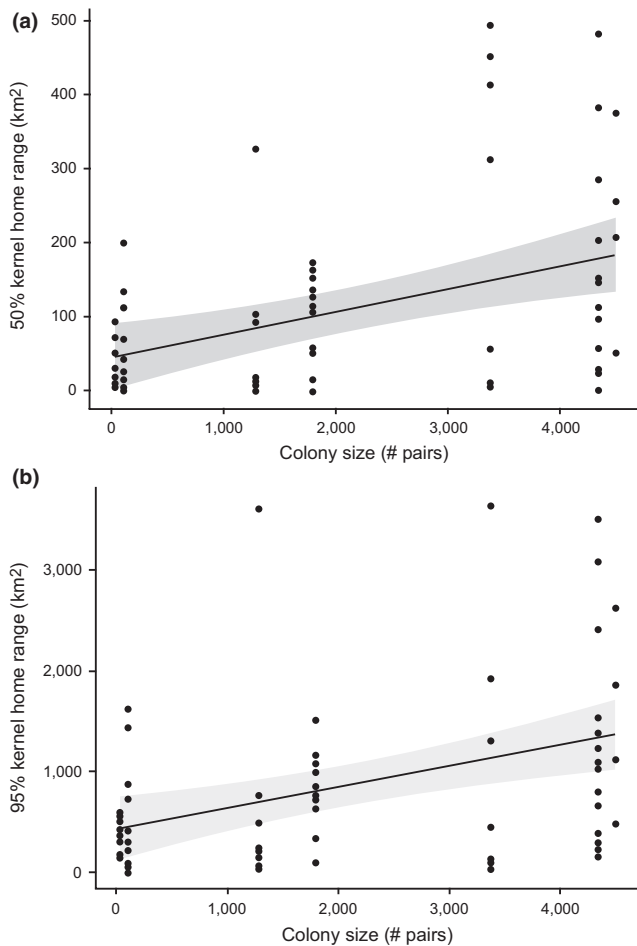 (a)
500
400
300
200
100
0
50% kernel home range (km2)
0 1,000 2,000 3,000 4,000
Colony size (# pairs)
(b)
3,000
2,000
1,000
0
95% kernel home range (km2)
0 1,000 2,000 3,000 4,000
Colony size (# pairs)